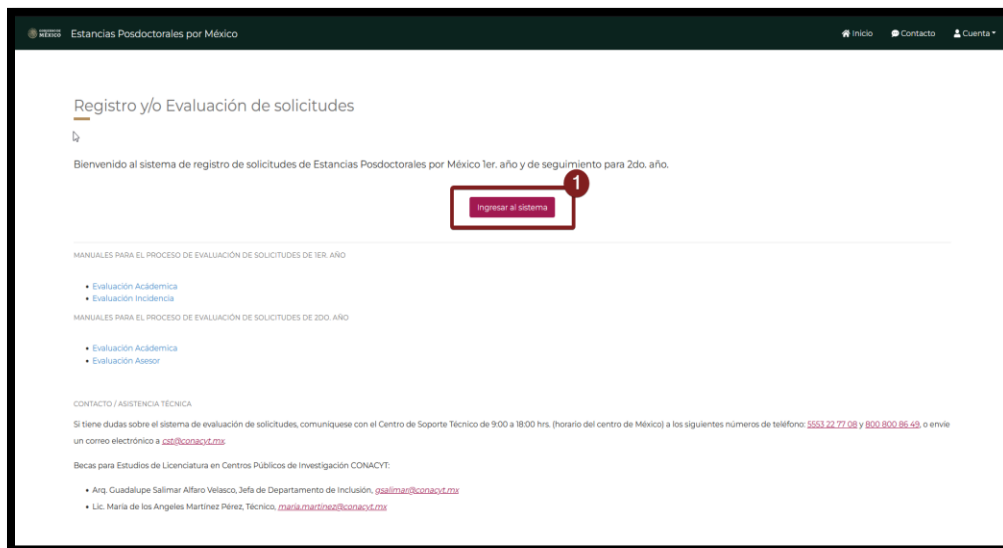 GOBIERNO DE MÉXICO Estancias Posdoctorales por México Inicio Contacto Cuenta
Registro y/o Evaluación de solicitudes
Bienvenido al sistema de registro de solicitudes de Estancias Posdoctorales por México 1er. año y de seguimiento para 2do. año.
1
Ingresar al sistema
MANUALES PARA EL PROCESO DE EVALUACIÓN DE SOLICITUDES DE 1ER. AÑO
• Evaluación Académica
• Evaluación Incidencia
MANUALES PARA EL PROCESO DE EVALUACIÓN DE SOLICITUDES DE 2DO. AÑO
• Evaluación Académica
• Evaluación Asesor
CONTACTO / ASISTENCIA TÉCNICA
Si tiene dudas sobre el sistema de evaluación de solicitudes, comuníquese con el Centro de Soporte Técnico de 9:00 a 18:00 hrs. (horario del centro de México) a los siguientes números de teléfono: 5553 22 77 08 y 800 800 86 49, o envie
un correo electrónico a cst@conacyt.mx.
Becas para Estudios de Licenciatura en Centros Públicos de Investigación CONACYT:
• Arq. Guadalupe Salimar Alfaro Velasco, Jefa de Departamento de Inclusión, gsalimar@conacyt.mx
• Lic. María de los Angeles Martínez Pérez, Técnico, maria.martinez@conacyt.mx